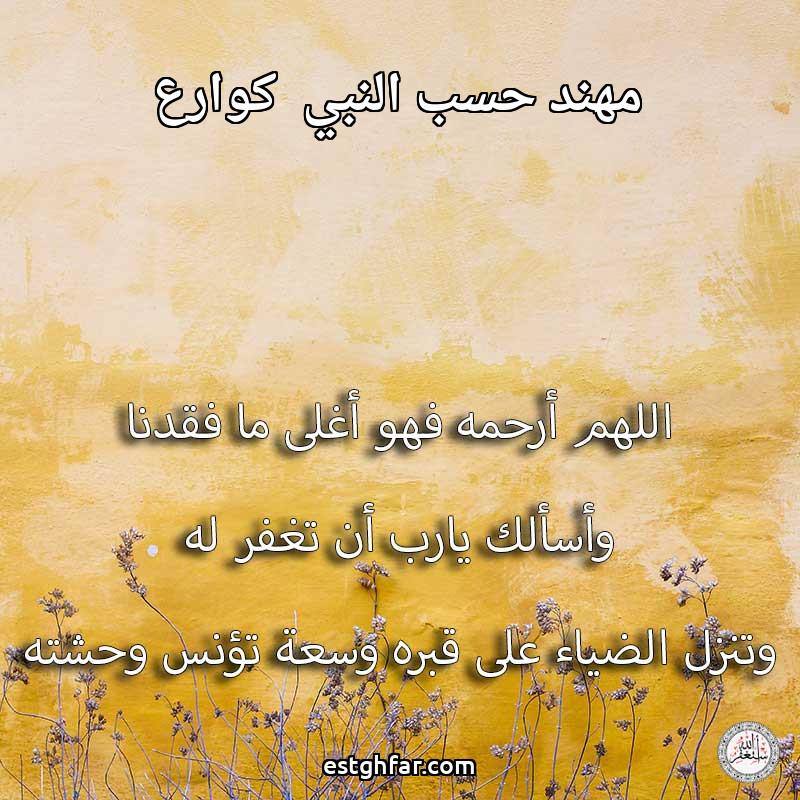 مهند حسب النبي كوارع
اللهم أرحمه فهو أغلى ما فقدنا
وأسألك يارب أن تغفر له
وتنزل الضياء على قبره وسعة تؤنس وحشته
estghfar.com
أستغفر الله